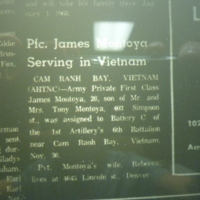 Pfc. James Montoya
Serving in Vietnam
CAM RANH BAY, VIETNAM
(AHTNC)—Army Private First Class
James Montoya, 20, son of Mr. and
Mrs. Tony Montoya, Simpson
st., was assigned to Battery C of
the 1st Artillery's 6th Battalion
near Cam Ranh Bay, Vietnam,
Nov. 30.
Pvt. Montoya's wife, Rebecca
lives at Lincoln st., Denver